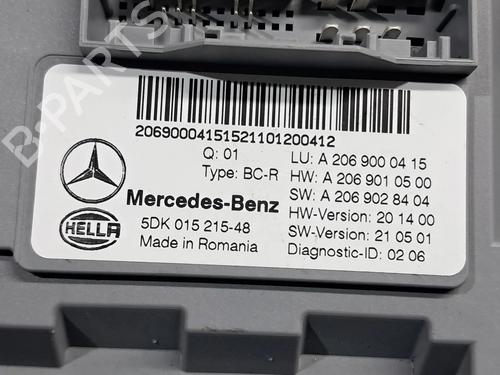 20690004151521101200412
Q: 01
Type: BC-R
Mercedes-Benz
5DK 015 215-48
Made in Romania
HELLA
LU: A 206 900 04 15
HW: A 206 901 05 00
SW: A 206 902 84 04
HW-Version: 20 14 00
SW-Version: 21 05 01
Diagnostic-ID: 02 06
B-PARTS